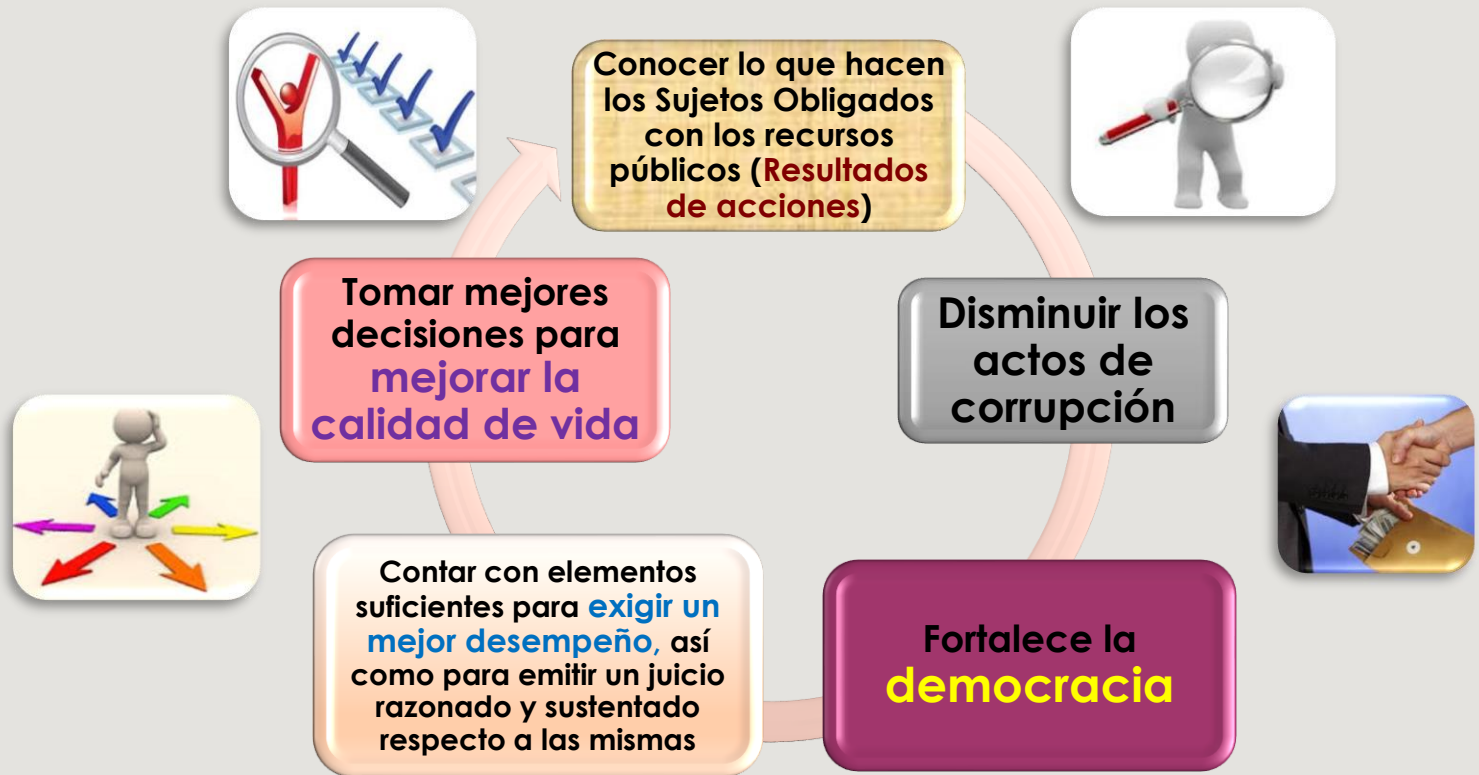 Conocer lo que hacen
los Sujetos Obligados
con los recursos
públicos (Resultados
de acciones)
Disminuir los
actos de
corrupción
Fortalece la
democracia
Contar con elementos
suficientes para exigir un
mejor desempeño, así
como para emitir un juicio
razonado y sustentado
respecto a las mismas
Tomar mejores
decisiones para
mejorar la
calidad de vida